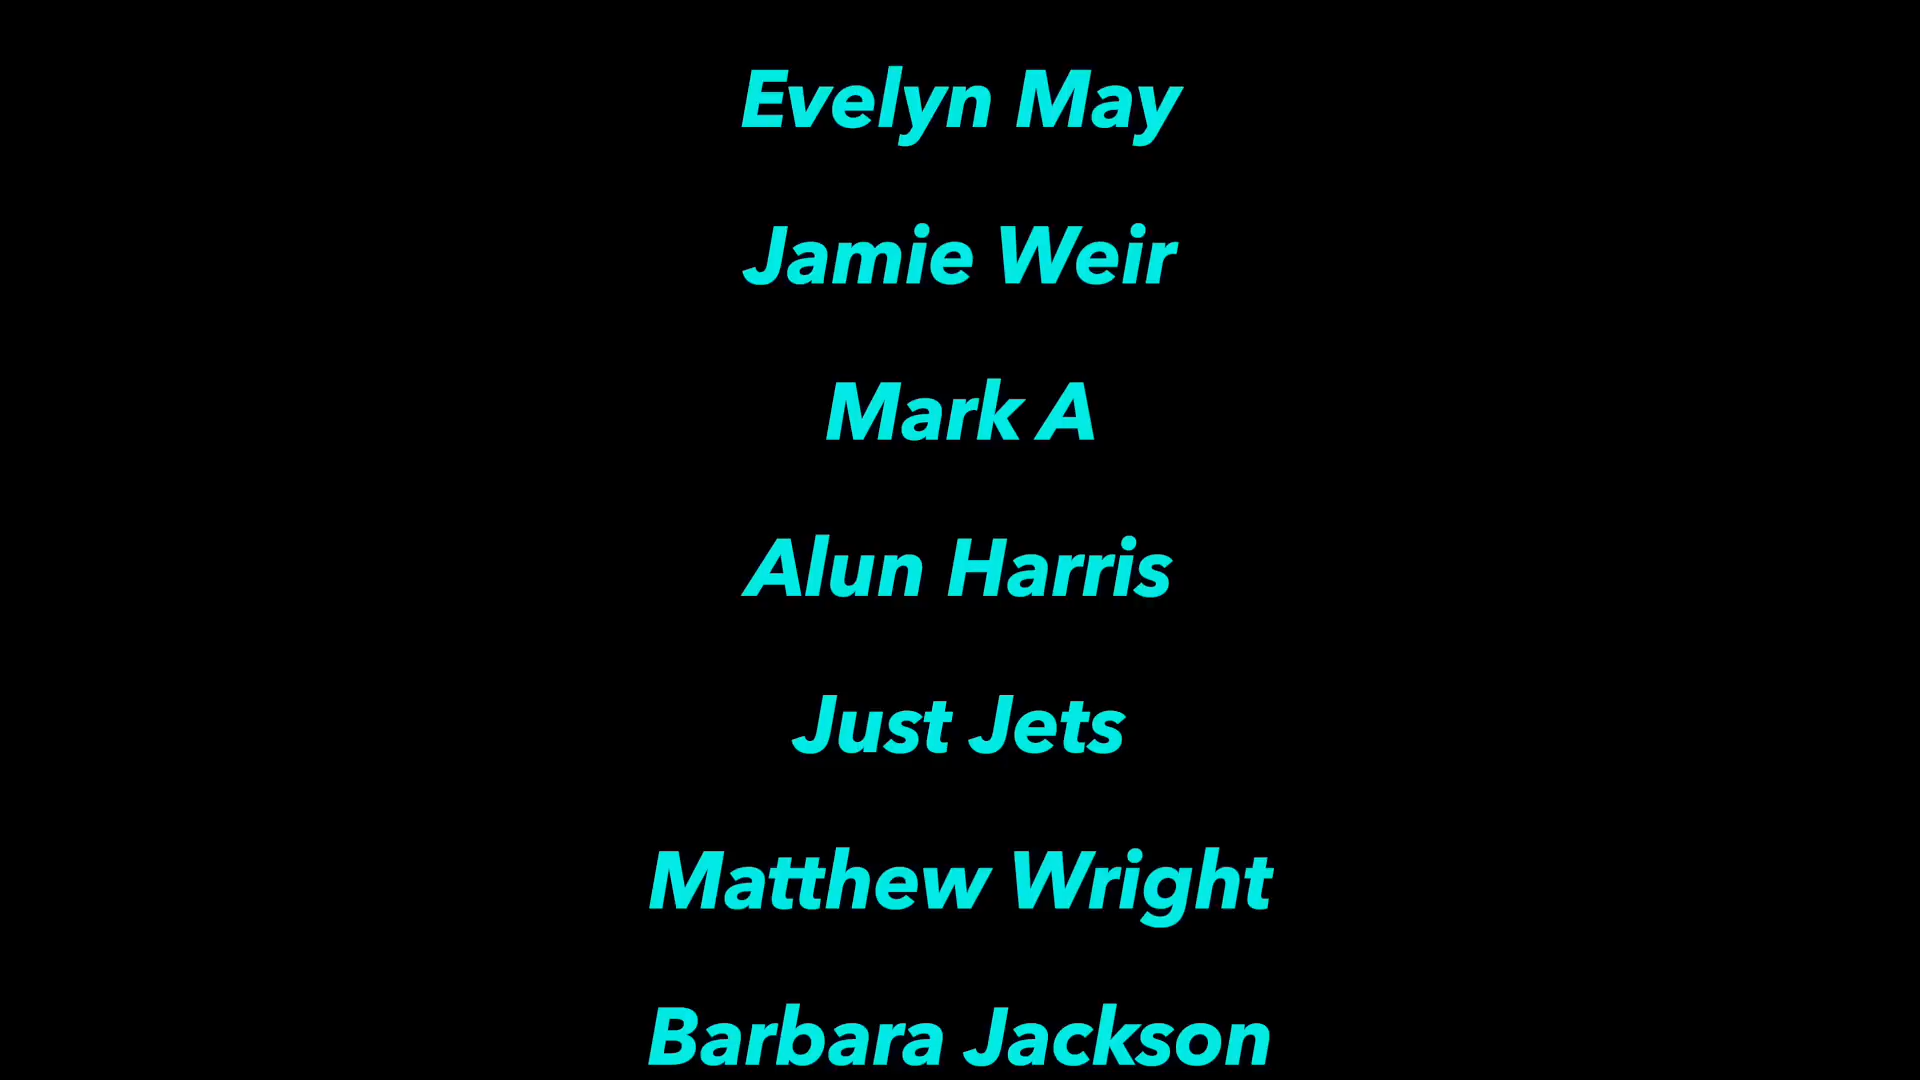 Evelyn May
Jamie Weir
Mark A
Alun Harris
Just Jets
Matthew Wright
Barbara Jackson